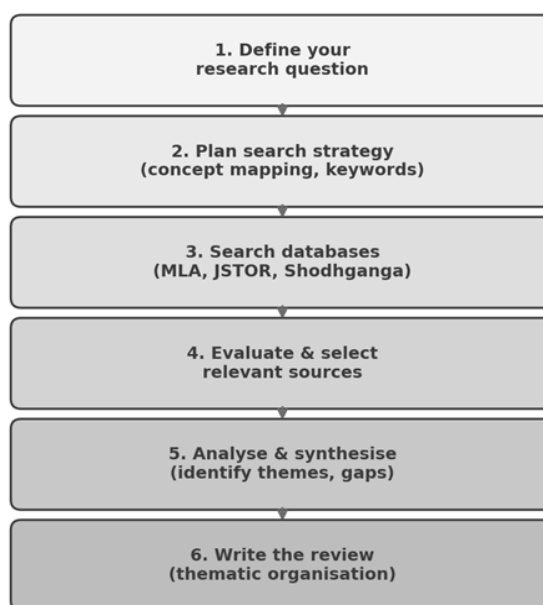 1. Define your
research question
2. Plan search strategy
(concept mapping, keywords)
3. Search databases
(MLA, JSTOR, Shodhganga)
4. Evaluate & select
relevant sources
5. Analyse & synthesise
(identify themes, gaps)
6. Write the review
(thematic organisation)